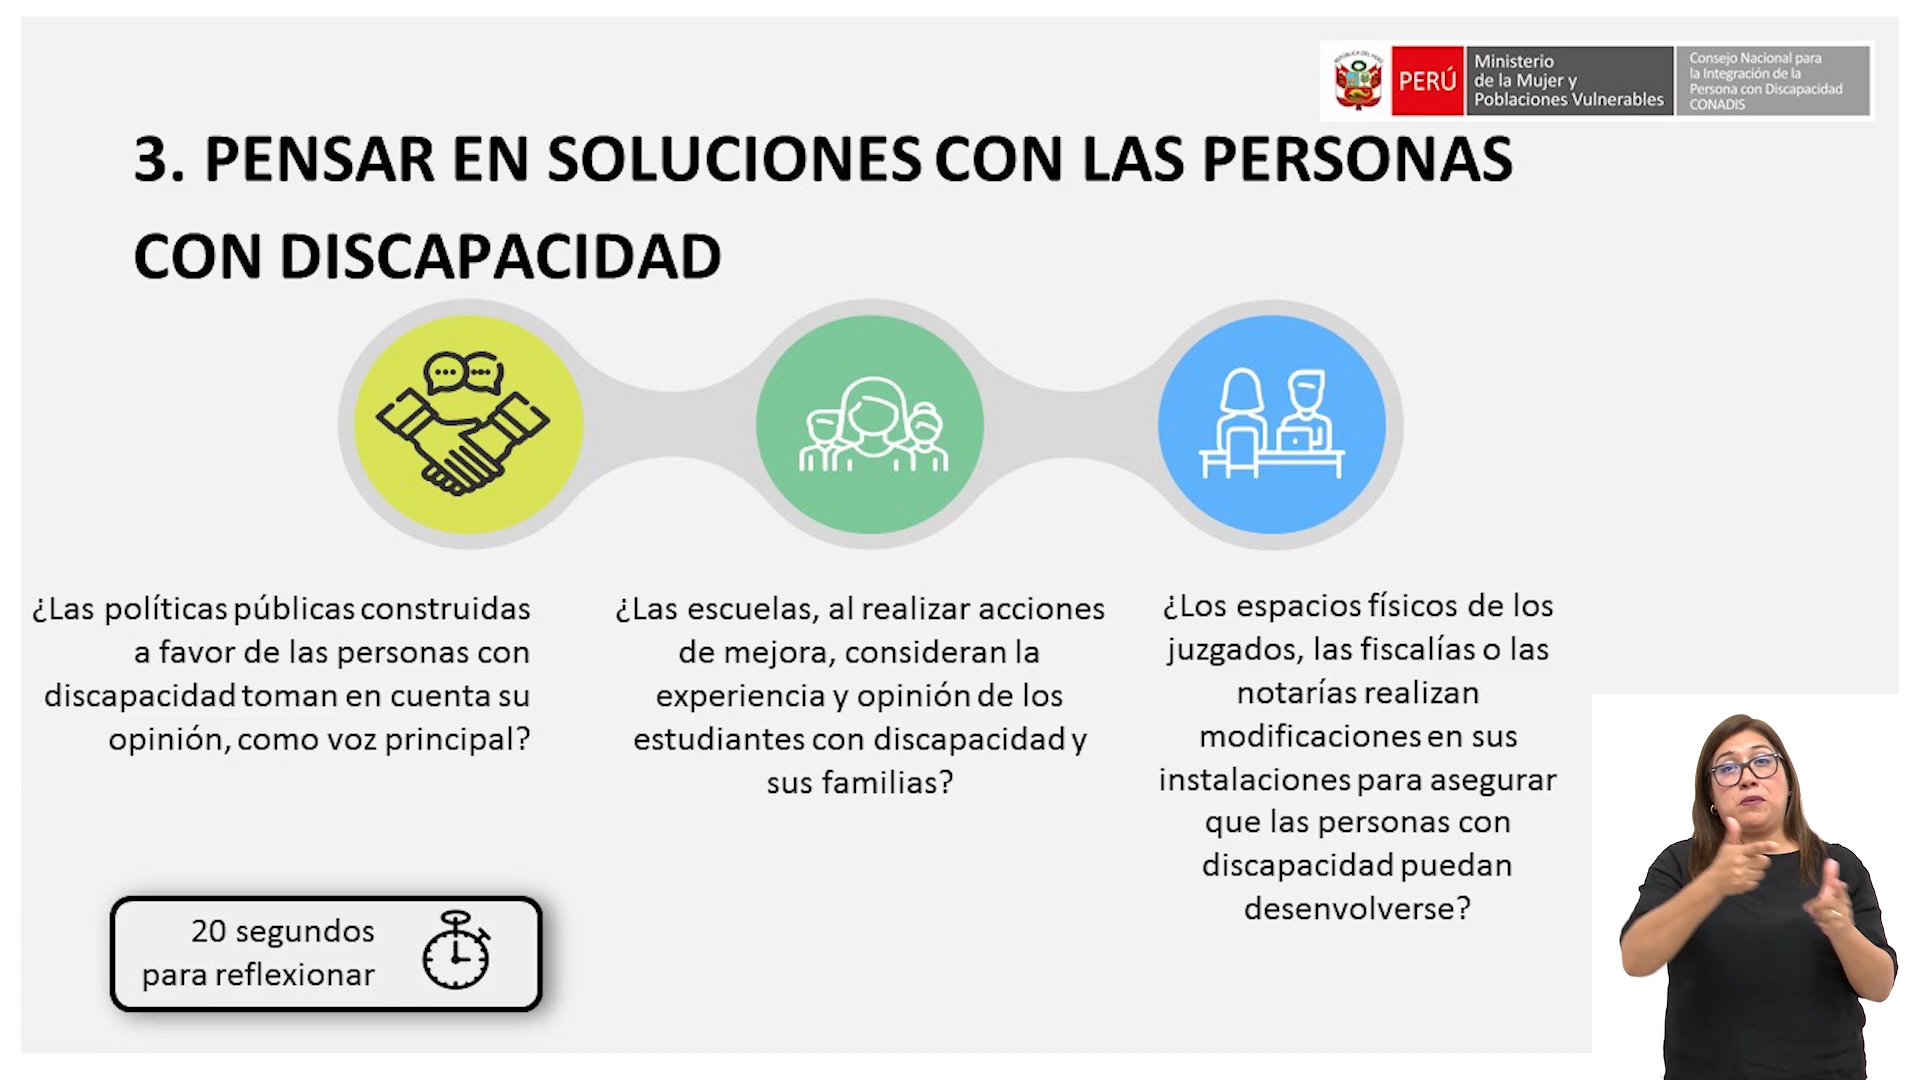 REPÚBLICA DEL PERÚ
PERÚ
Ministerio
de la Mujer y
Poblaciones Vulnerables
Consejo Nacional para
la Integración de la
Persona con Discapacidad
CONADIS
3. PENSAR EN SOLUCIONES CON LAS PERSONAS
CON DISCAPACIDAD
¿Las políticas públicas construidas
a favor de las personas con
discapacidad toman en cuenta su
opinión, como voz principal?
¿Las escuelas, al realizar acciones
de mejora, consideran la
experiencia y opinión de los
estudiantes con discapacidad y
sus familias?
¿Los espacios físicos de los
juzgados, las fiscalías o las
notarías realizan
modificaciones en sus
instalaciones para asegurar
que las personas con
discapacidad puedan
desenvolverse?
20 segundos
para reflexionar